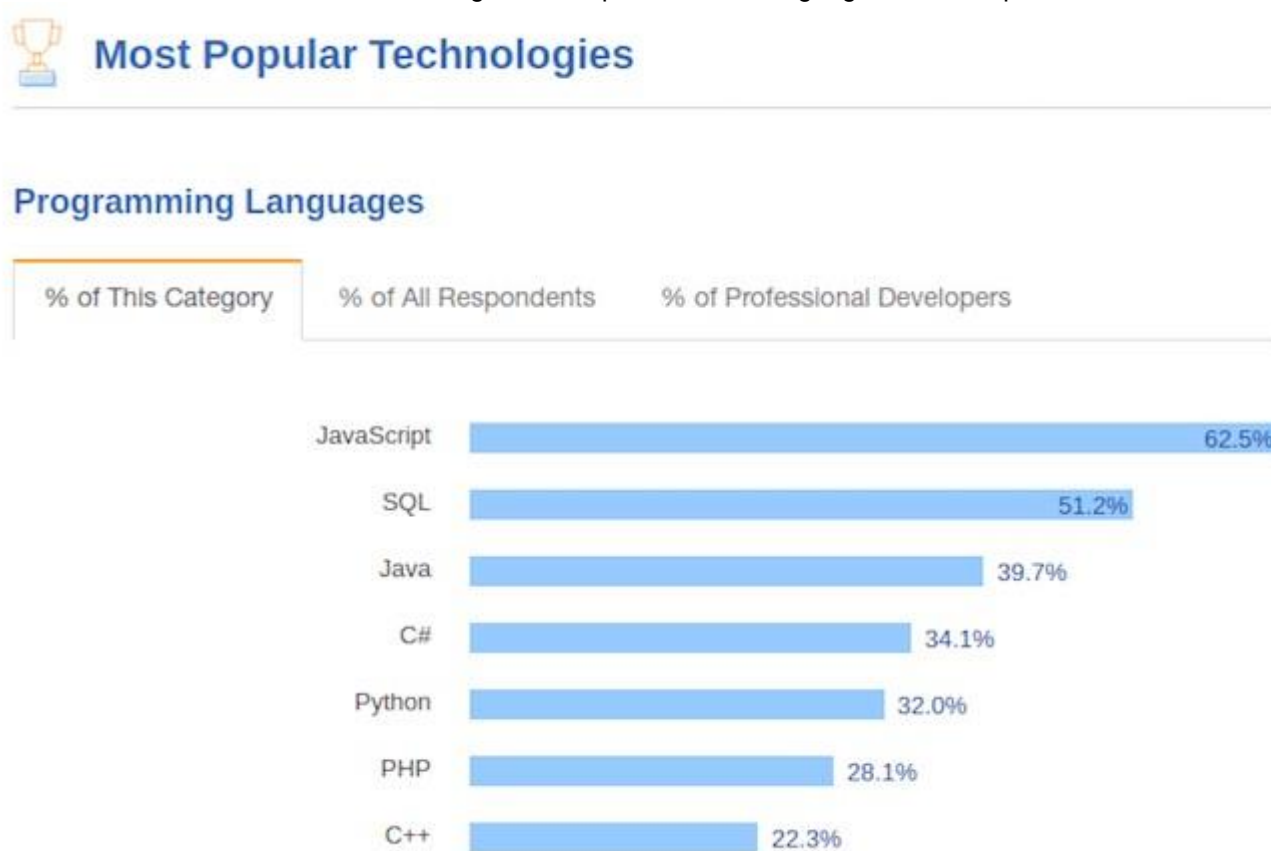 Most Popular Technologies
Programming Languages
% of This Category % of All Respondents % of Professional Developers
JavaScript 62.5%
SQL 51.2%
Java 39.7%
C# 34.1%
Python 32.0%
PHP 28.1%
C++ 22.3%